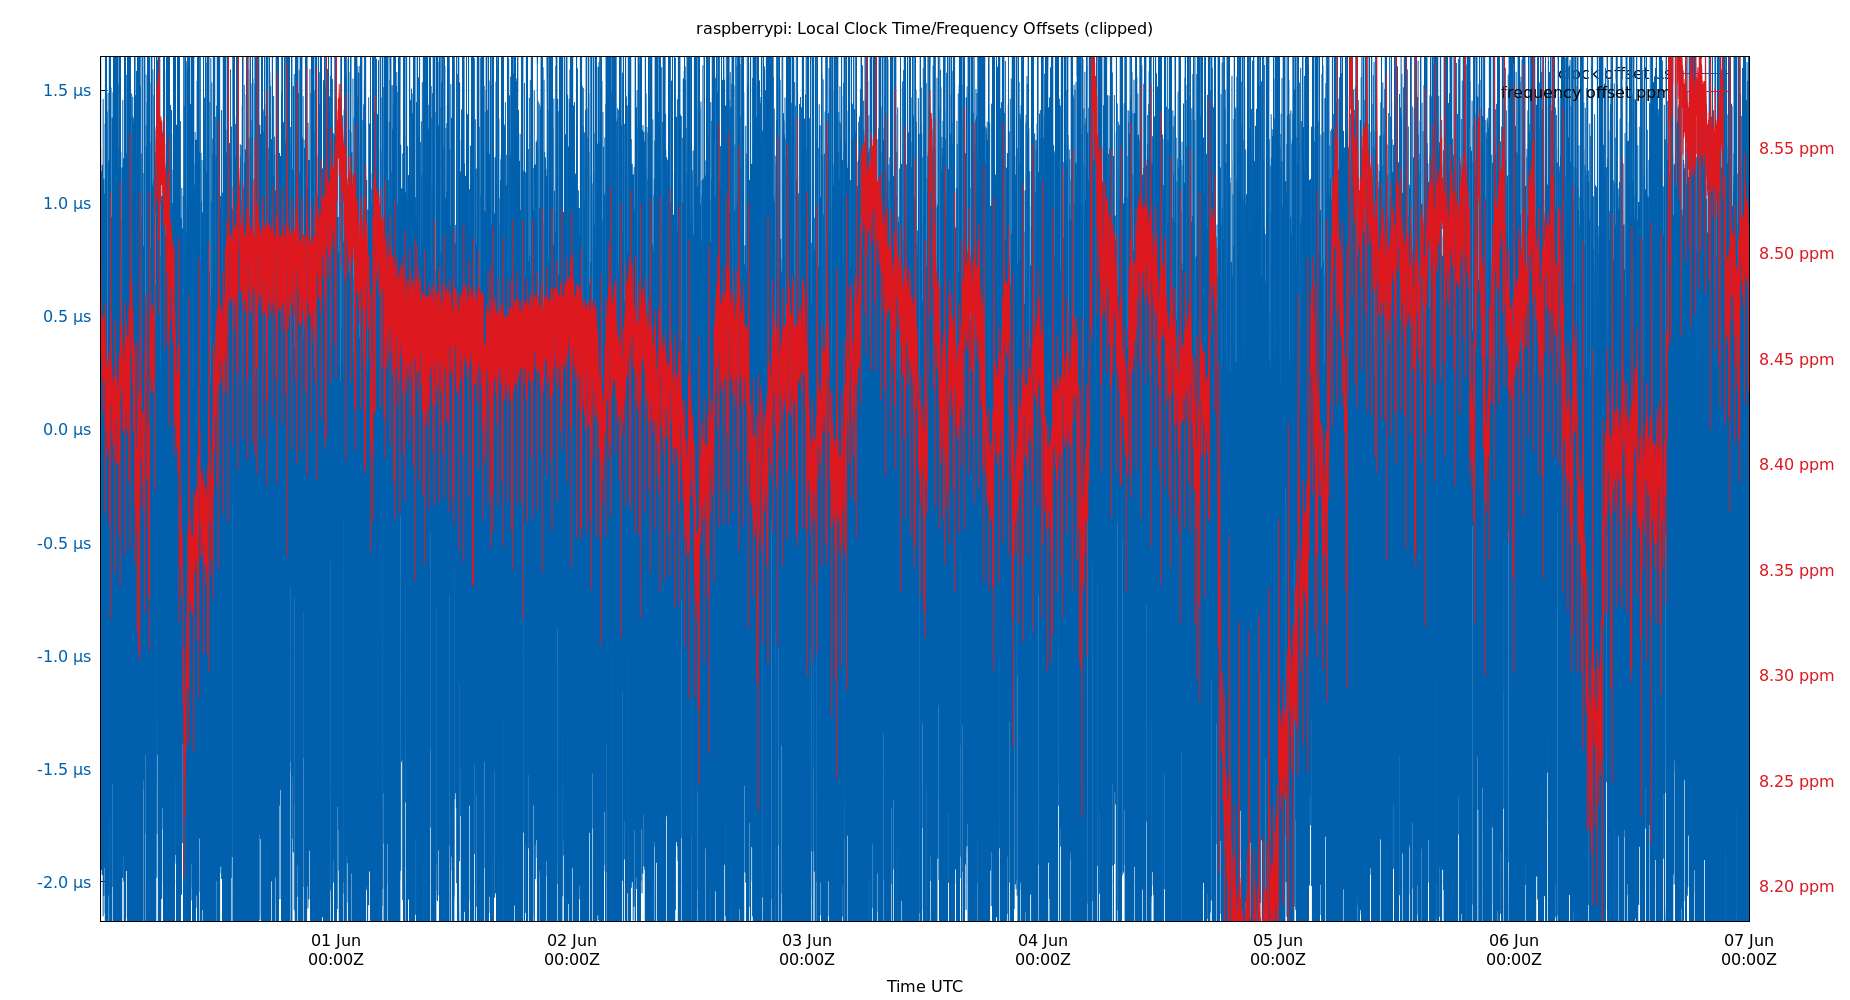 raspberrypi: Local Clock Time/Frequency Offsets (clipped)
clock offset µs
frequency offset ppm
1.5 µs
1.0 µs
0.5 µs
0.0 µs
-0.5 µs
-1.0 µs
-1.5 µs
-2.0 µs
8.55 ppm
8.50 ppm
8.45 ppm
8.40 ppm
8.35 ppm
8.30 ppm
8.25 ppm
8.20 ppm
01 Jun 02 Jun 03 Jun 04 Jun 05 Jun 06 Jun 07 Jun
00:00Z 00:00Z 00:00Z 00:00Z 00:00Z 00:00Z 00:00Z
Time UTC